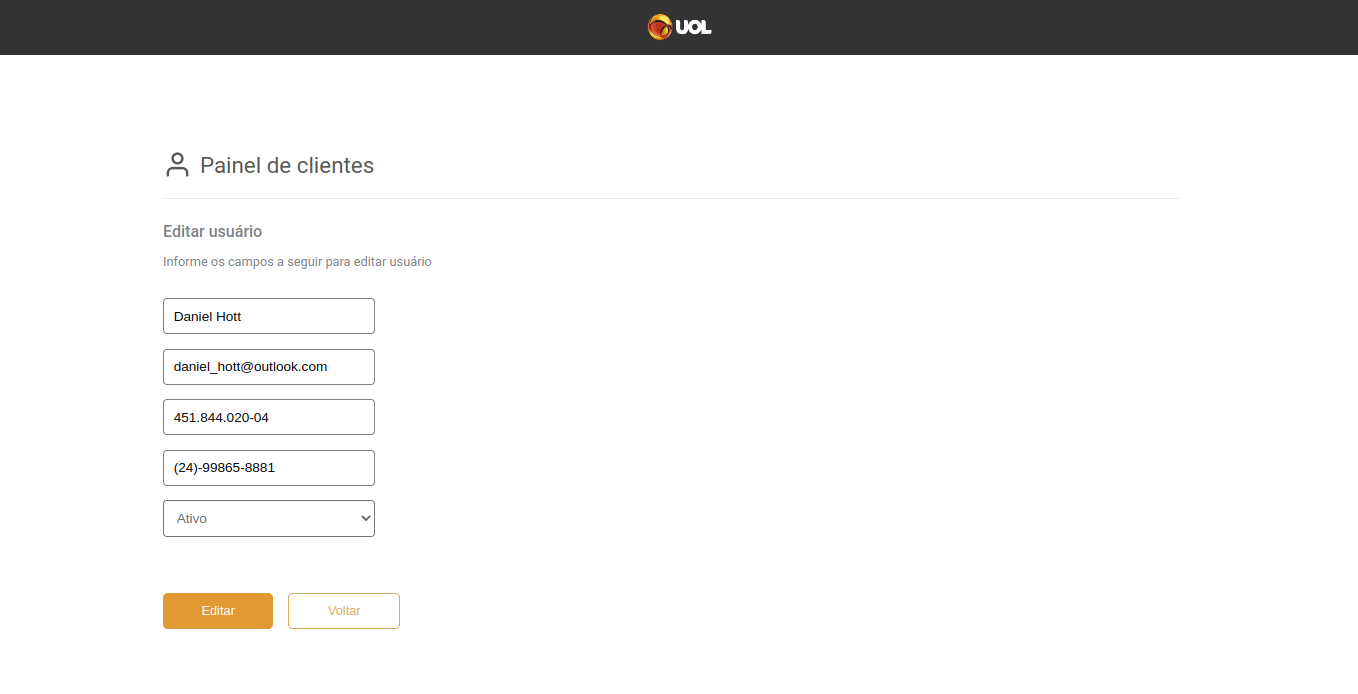 UOL
Painel de clientes
Editar usuário
Informe os campos a seguir para editar usuário
Daniel Hott
daniel_hott@outlook.com
451.844.020-04
(24)-99865-8881
Ativo
Editar Voltar